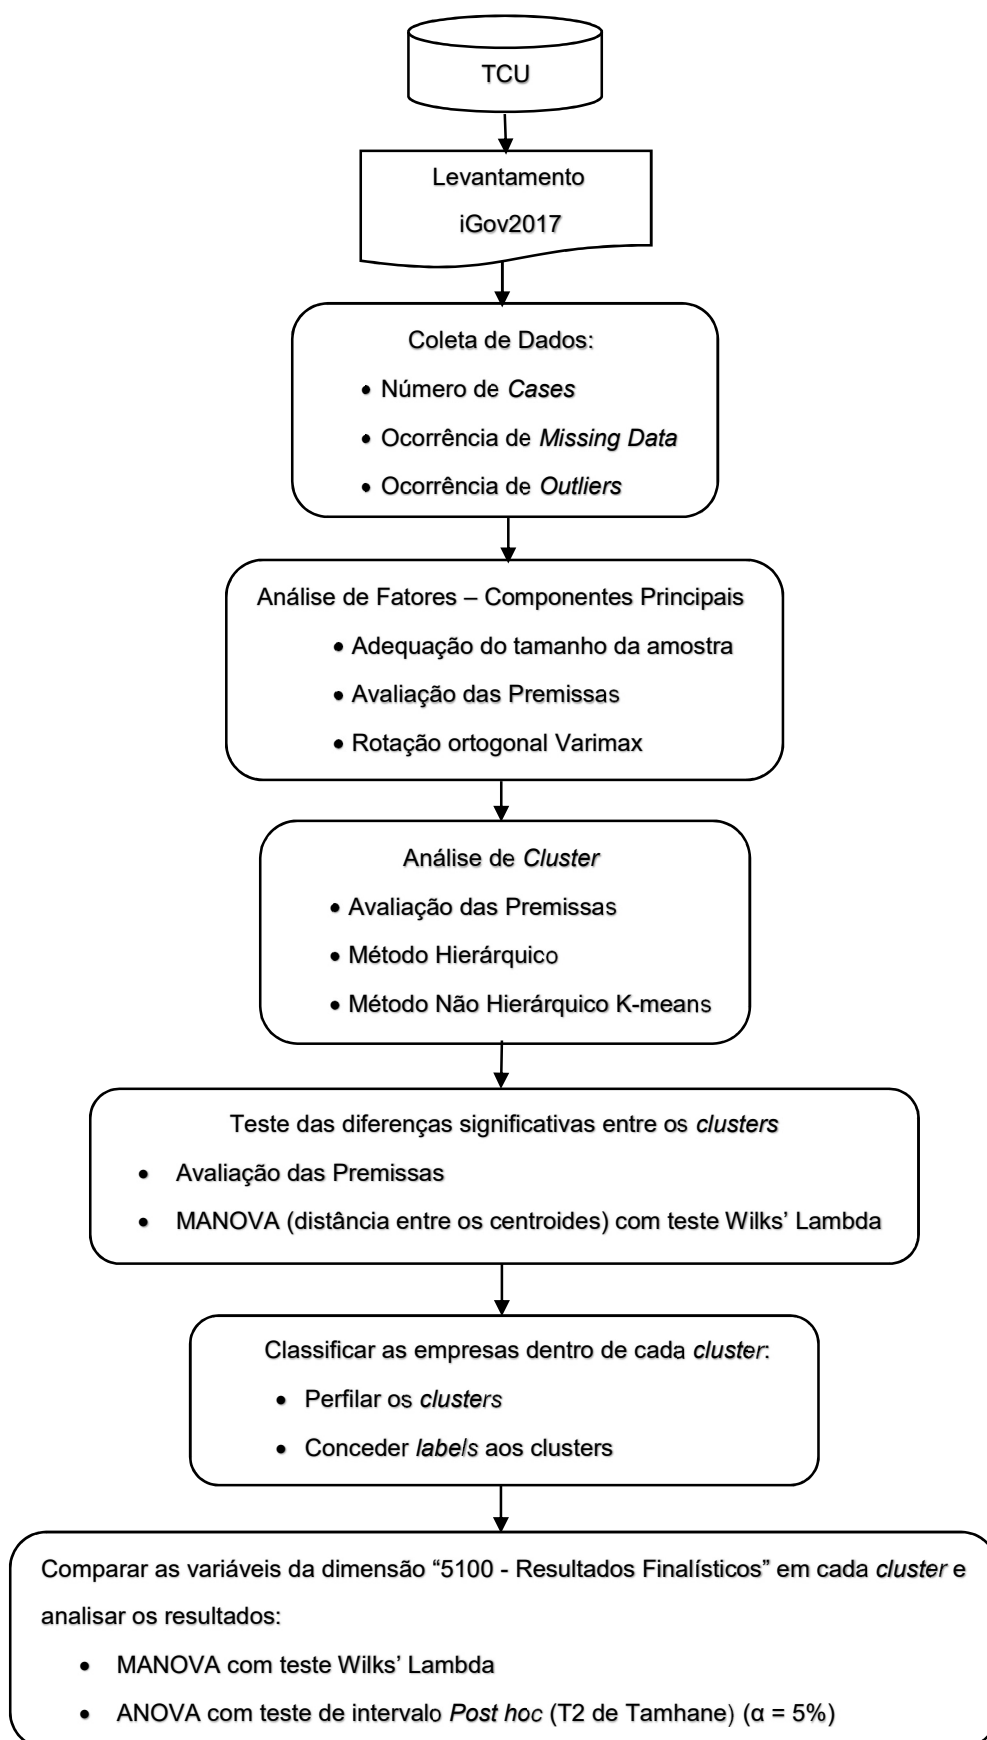 TCU
Levantamento
iGov2017
Coleta de Dados:
• Número de Cases
• Ocorrência de Missing Data
• Ocorrência de Outliers
Análise de Fatores – Componentes Principais
• Adequação do tamanho da amostra
• Avaliação das Premissas
• Rotação ortogonal Varimax
Análise de Cluster
• Avaliação das Premissas
• Método Hierárquico
• Método Não Hierárquico K-means
Teste das diferenças significativas entre os clusters
• Avaliação das Premissas
• MANOVA (distância entre os centroides) com teste Wilks’ Lambda
Classificar as empresas dentro de cada cluster:
• Perfilar os clusters
• Conceder labels aos clusters
Comparar as variáveis da dimensão “5100 - Resultados Finalísticos” em cada cluster e
analisar os resultados:
• MANOVA com teste Wilks’ Lambda
• ANOVA com teste de intervalo Post hoc (T2 de Tamhane) (α = 5%)